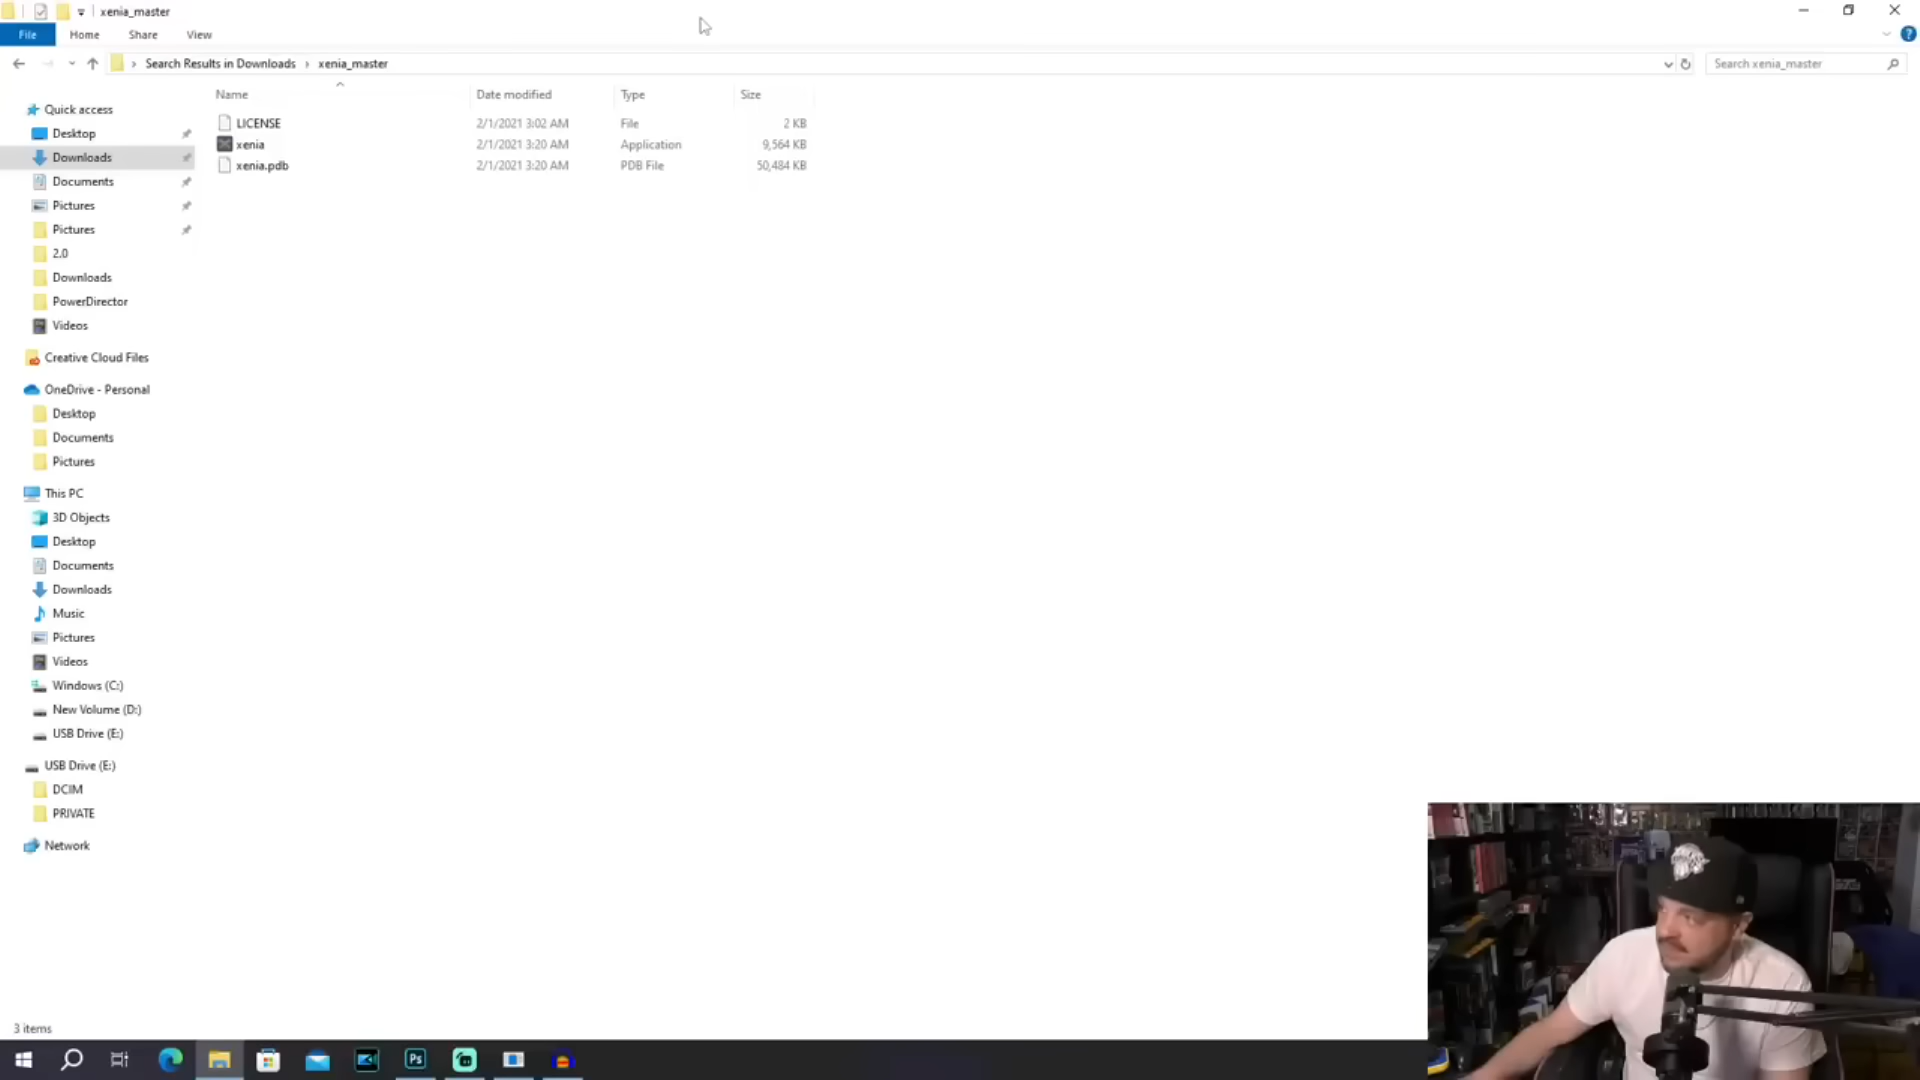 xenia_master
File Home Share View
Search Results in Downloads xenia_master Search xenia_master
Name Date modified Type Size
LICENSE 2/1/2021 3:02 AM File 2 KB
xenia 2/1/2021 3:20 AM Application 9,564 KB
xenia.pdb 2/1/2021 3:20 AM PDB File 50,484 KB
Quick access
Desktop
Downloads
Documents
Pictures
Pictures
2.0
Downloads
PowerDirector
Videos
Creative Cloud Files
OneDrive - Personal
Desktop
Documents
Pictures
This PC
3D Objects
Desktop
Documents
Downloads
Music
Pictures
Videos
Windows (C:)
New Volume (D:)
USB Drive (E:)
USB Drive (E:)
DCIM
PRIVATE
Network
3 items
Ps